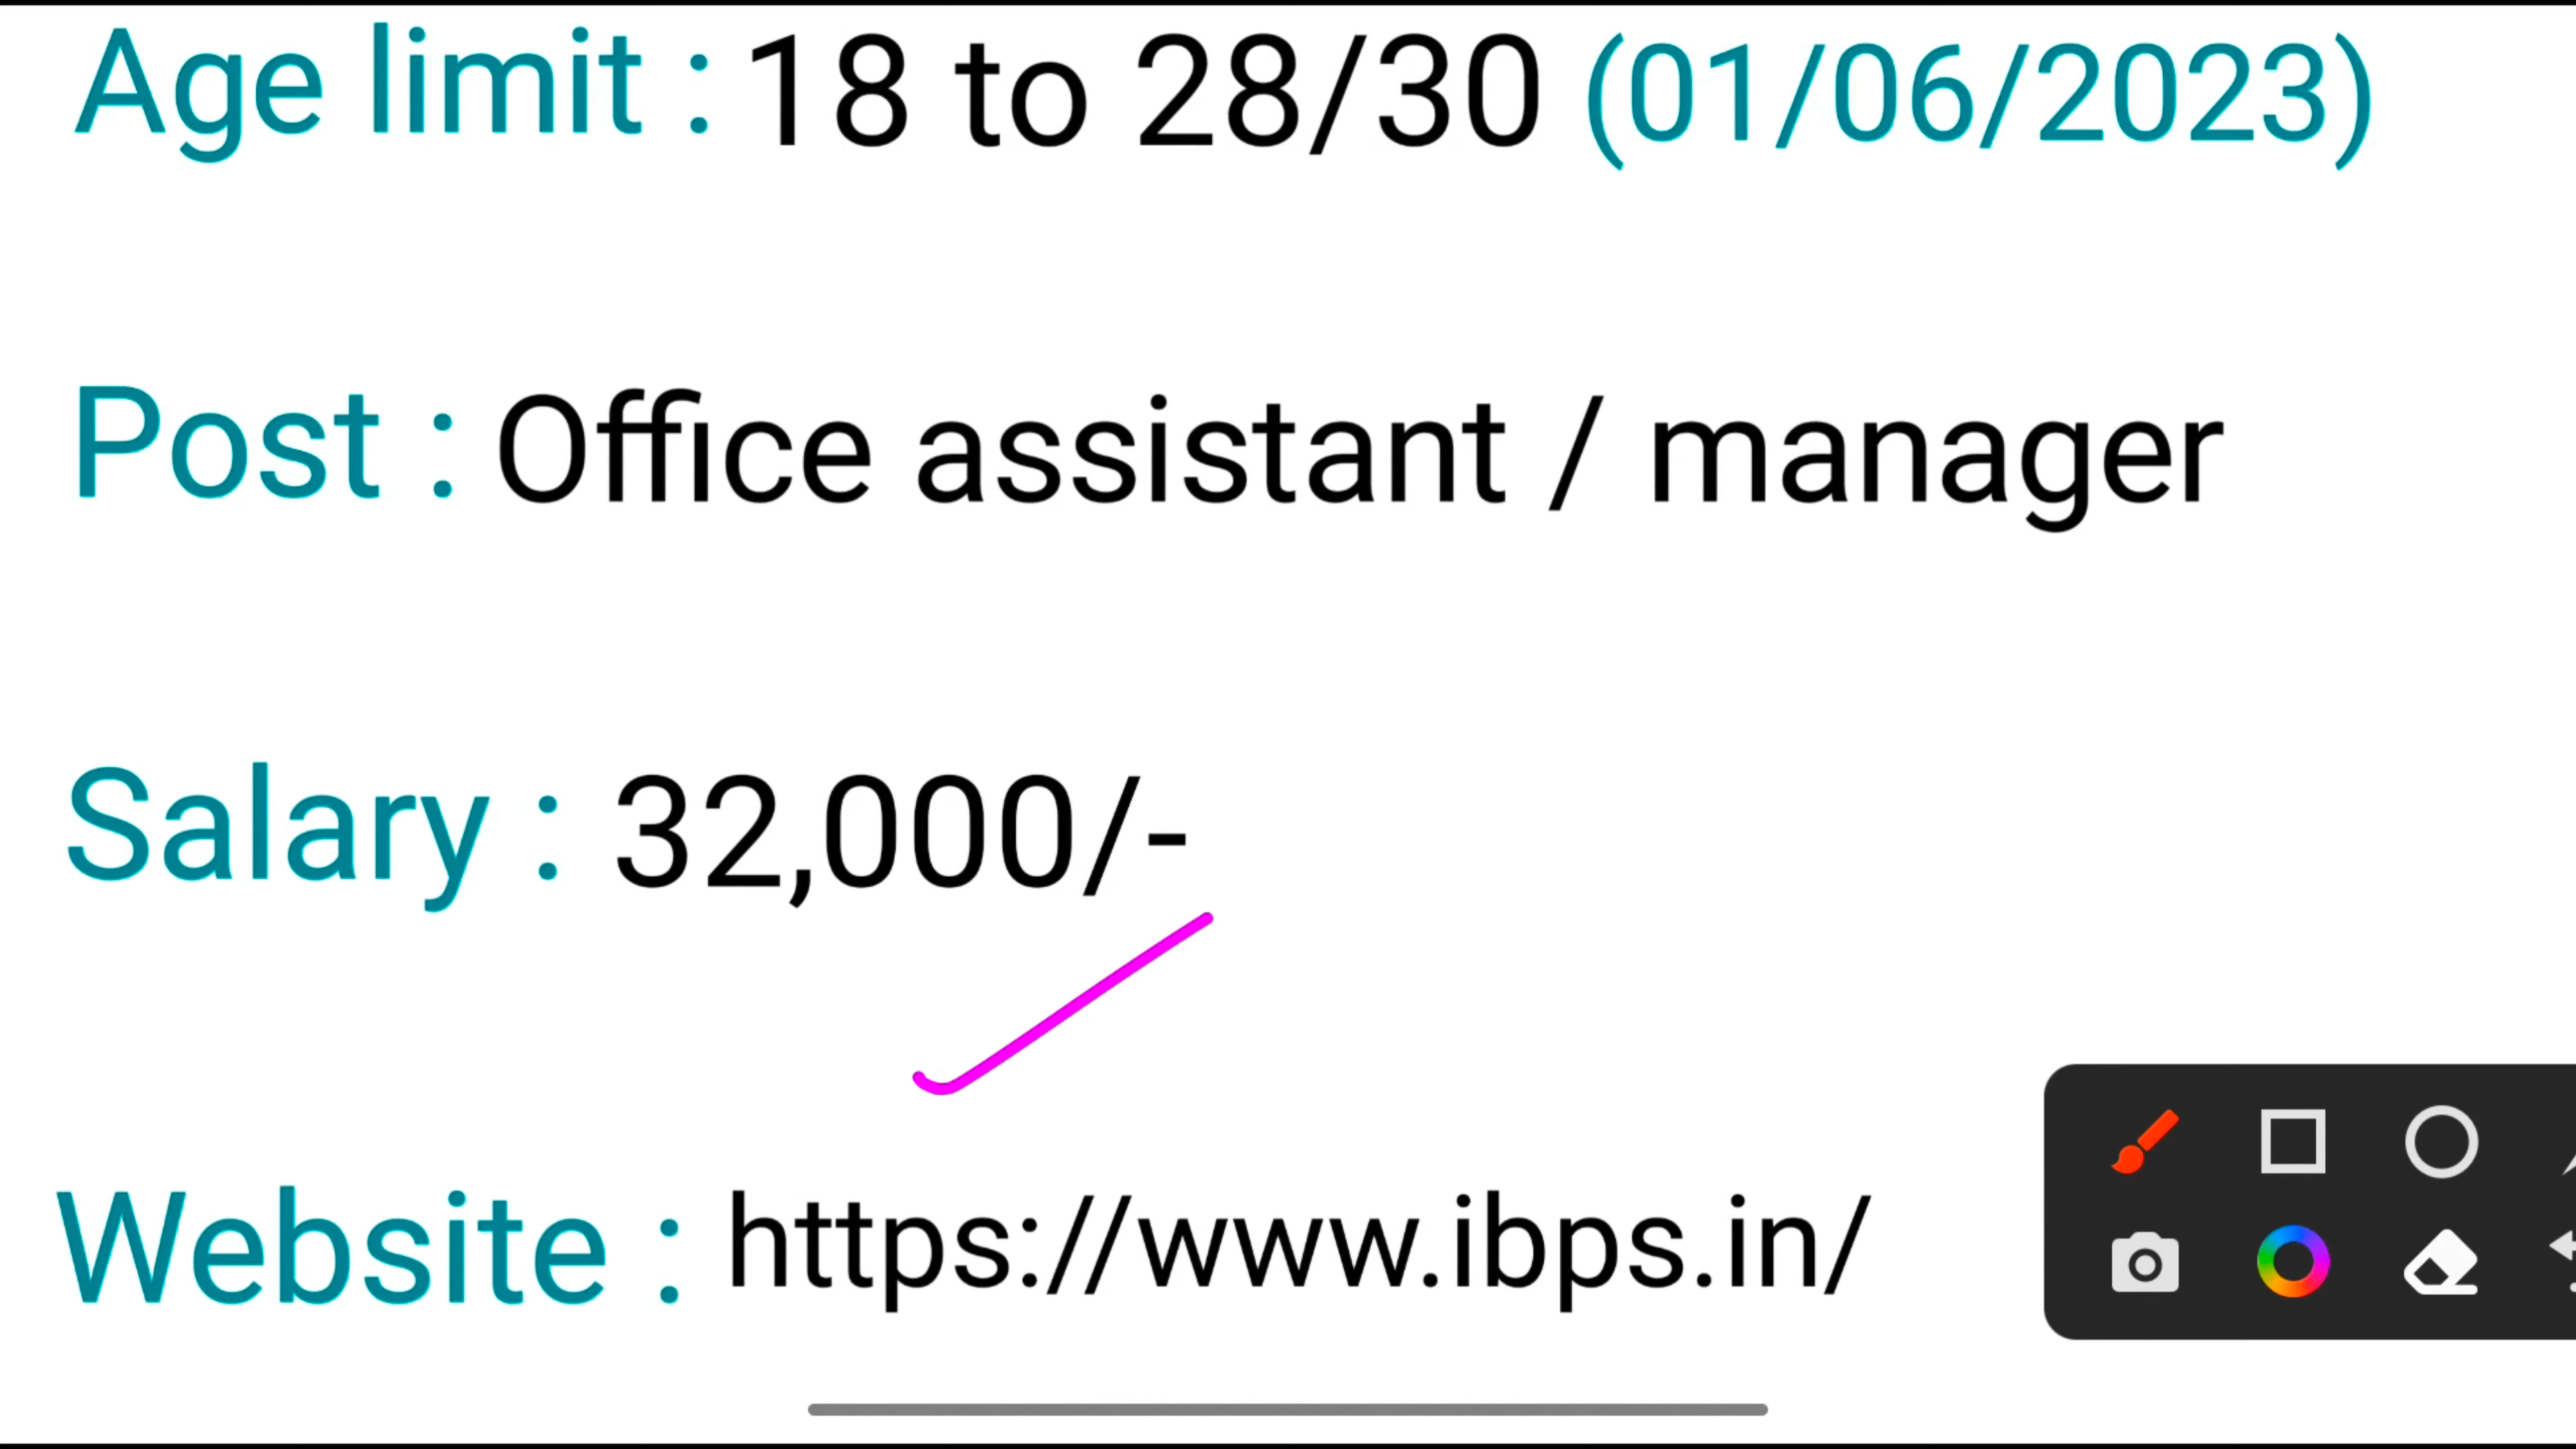 Age limit : 18 to 28/30 (01/06/2023)
Post : Office assistant / manager
Salary : 32,000/-
Website : https://www.ibps.in/